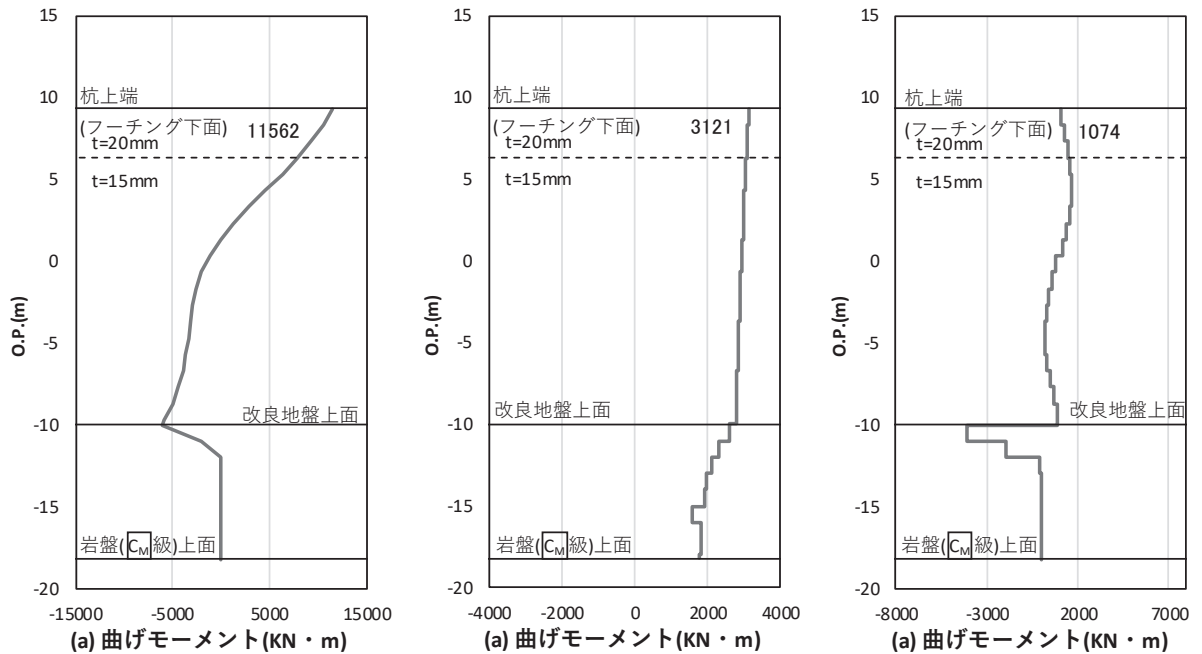 15
10
5
0
-5
-10
-15
-20
O.P.(m)
杭上端
(フーチング下面) 11562
t=20mm
t=15mm
改良地盤上面
岩盤(CM級)上面
-15000 -5000 5000 15000
(a) 曲げモーメント(KN・m)
15
10
5
0
-5
-10
-15
-20
O.P.(m)
杭上端
(フーチング下面) 3121
t=20mm
t=15mm
改良地盤上面
岩盤(CM級)上面
-4000 -2000 0 2000 4000
(a) 曲げモーメント(KN・m)
15
10
5
0
-5
-10
-15
-20
O.P.(m)
杭上端
(フーチング下面) 1074
t=20mm
t=15mm
改良地盤上面
岩盤(CM級)上面
-8000 -3000 2000 7000
(a) 曲げモーメント(KN・m)